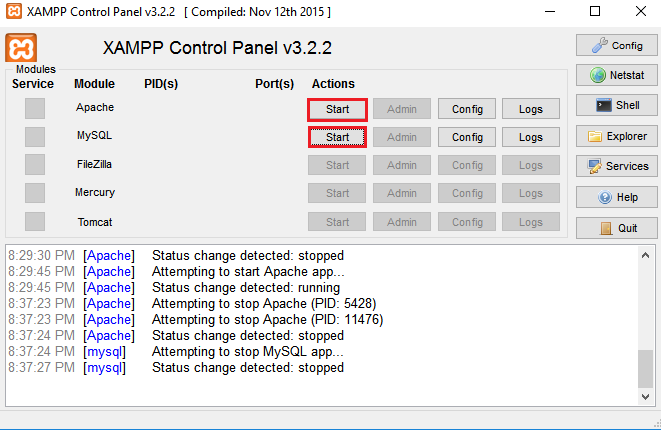 XAMPP Control Panel v3.2.2 [ Compiled: Nov 12th 2015 ]
XAMPP Control Panel v3.2.2
Config
Modules
Service Module PID(s) Port(s) Actions
Netstat
Apache Start Admin Config Logs
Shell
MySQL Start Admin Config Logs
Explorer
FileZilla Start Admin Config Logs
Services
Mercury Start Admin Config Logs
Help
Tomcat Start Admin Config Logs
Quit
8:29:30 PM [Apache] Status change detected: stopped
8:29:45 PM [Apache] Attempting to start Apache app...
8:29:45 PM [Apache] Status change detected: running
8:37:23 PM [Apache] Attempting to stop Apache (PID: 5428)
8:37:23 PM [Apache] Attempting to stop Apache (PID: 11476)
8:37:24 PM [Apache] Status change detected: stopped
8:37:24 PM [mysql] Attempting to stop MySQL app...
8:37:27 PM [mysql] Status change detected: stopped